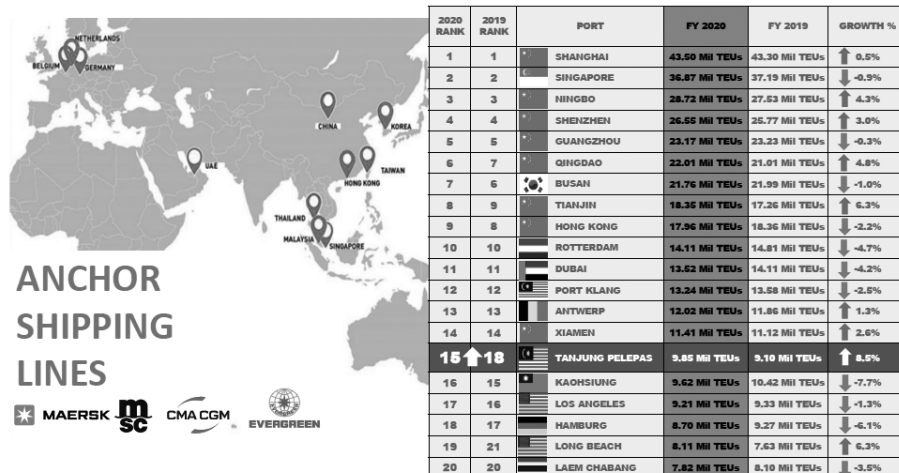 NETHERLANDS
BELGIUM
GERMANY
CHINA
KOREA
UAE
TAIWAN
HONG KONG
THAILAND
MALAYSIA
SINGAPORE
ANCHOR
SHIPPING
LINES
MAERSK
msc
CMA CGM
EVERGREEN
2020 RANK 2019 RANK PORT FY 2020 FY 2019 GROWTH %
1 1 SHANGHAI 43.50 Mil TEUs 43.30 Mil TEUs 0.5%
2 2 SINGAPORE 36.87 Mil TEUs 37.19 Mil TEUs -0.9%
3 3 NINGBO 28.72 Mil TEUs 27.53 Mil TEUs 4.3%
4 4 SHENZHEN 26.55 Mil TEUs 25.77 Mil TEUs 3.0%
5 5 GUANGZHOU 23.17 Mil TEUs 23.23 Mil TEUs -0.3%
6 7 QINGDAO 22.01 Mil TEUs 21.01 Mil TEUs 4.8%
7 6 BUSAN 21.76 Mil TEUs 21.99 Mil TEUs -1.0%
8 9 TIANJIN 18.35 Mil TEUs 17.26 Mil TEUs 6.3%
9 8 HONG KONG 17.96 Mil TEUs 18.36 Mil TEUs -2.2%
10 10 ROTTERDAM 14.11 Mil TEUs 14.81 Mil TEUs -4.7%
11 11 DUBAI 13.52 Mil TEUs 14.11 Mil TEUs -4.2%
12 12 PORT KLANG 13.24 Mil TEUs 13.58 Mil TEUs -2.5%
13 13 ANTWERP 12.02 Mil TEUs 11.86 Mil TEUs 1.3%
14 14 XIAMEN 11.41 Mil TEUs 11.12 Mil TEUs 2.6%
15 18 TANJUNG PELEPAS 9.85 Mil TEUs 9.10 Mil TEUs 8.5%
16 15 KAOHSIUNG 9.62 Mil TEUs 10.42 Mil TEUs -7.7%
17 16 LOS ANGELES 9.21 Mil TEUs 9.33 Mil TEUs -1.3%
18 17 HAMBURG 8.70 Mil TEUs 9.27 Mil TEUs -6.1%
19 21 LONG BEACH 8.11 Mil TEUs 7.63 Mil TEUs 6.3%
20 20 LAEM CHABANG 7.82 Mil TEUs 8.10 Mil TEUs -3.5%